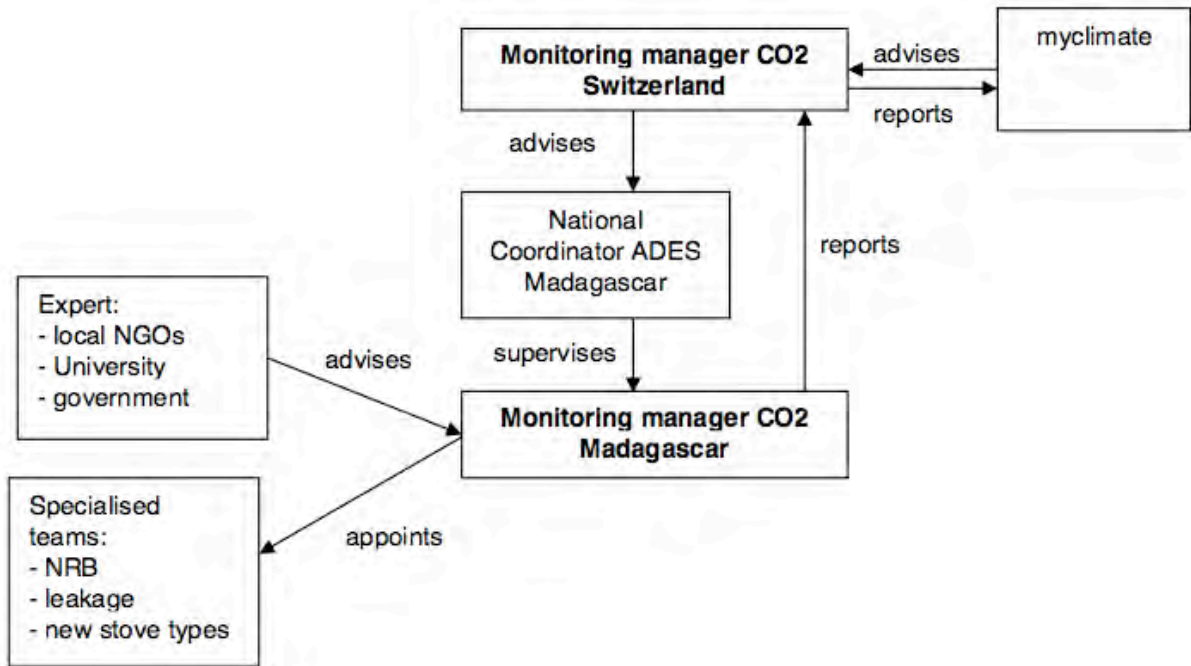 Monitoring manager CO2
Switzerland
advises
reports
myclimate
advises
National
Coordinator ADES
Madagascar
reports
Expert:
- local NGOs
- University
- government
advises
supervises
Monitoring manager CO2
Madagascar
Specialised
teams:
- NRB
- leakage
- new stove types
appoints